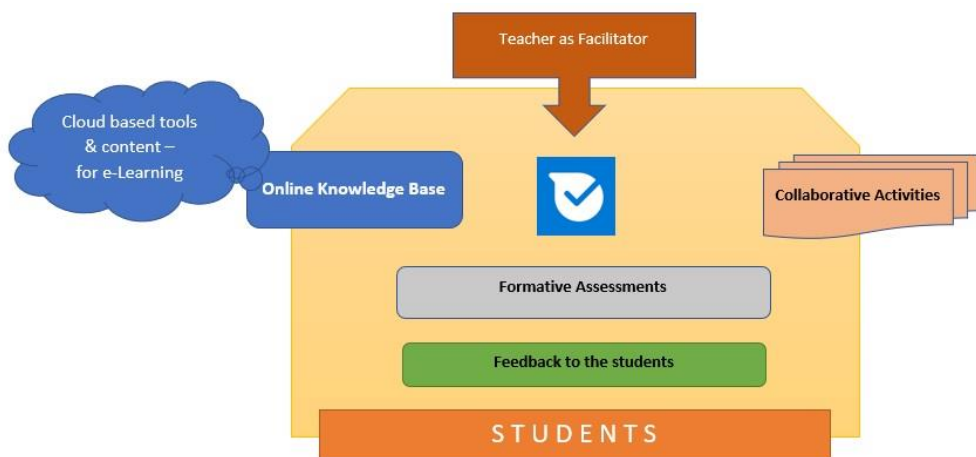 Teacher as Facilitator
Cloud based tools
& content –
for e-Learning
Online Knowledge Base
Collaborative Activities
Formative Assessments
Feedback to the students
STUDENTS